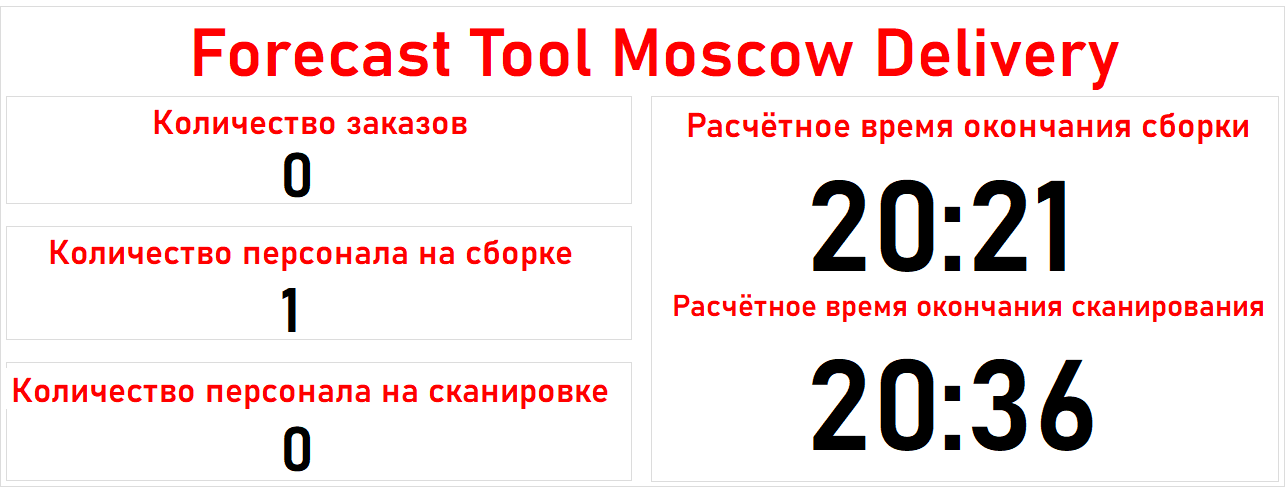 Forecast Tool Moscow Delivery
Количество заказов
0
Количество персонала на сборке
1
Количество персонала на сканировке
0
Расчётное время окончания сборки
20:21
Расчётное время окончания сканирования
20:36